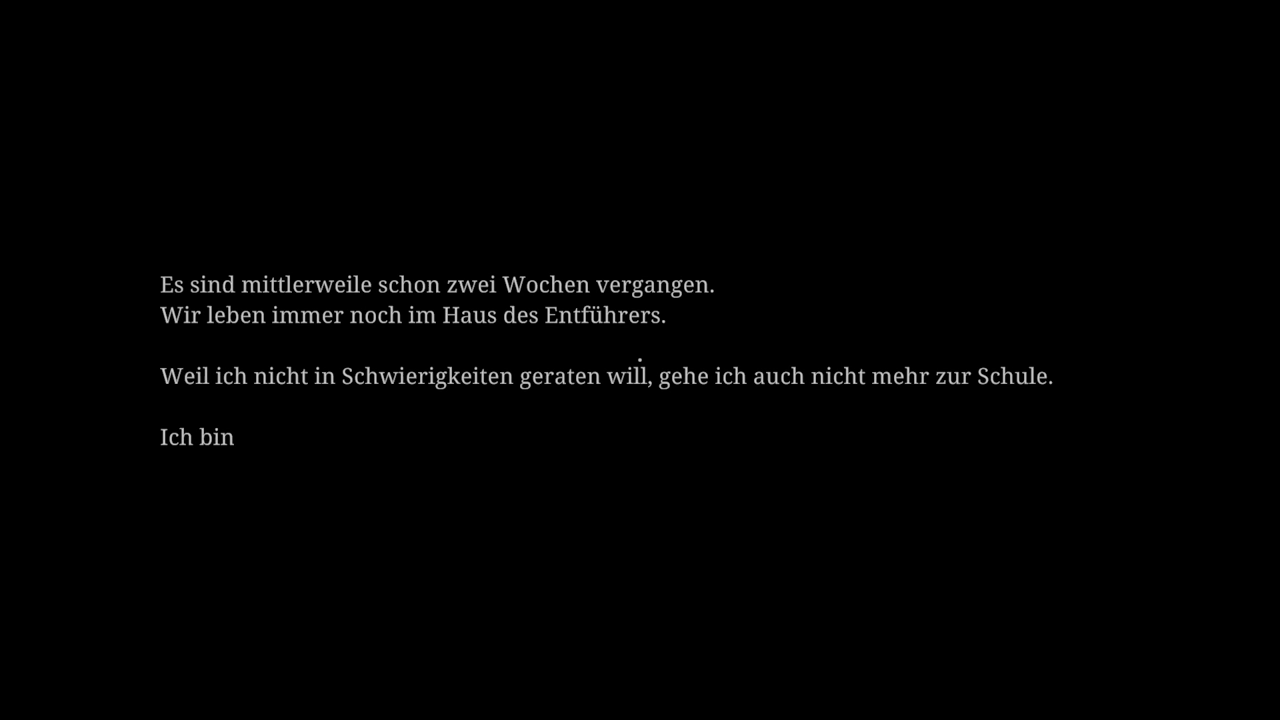 Es sind mittlerweile schon zwei Wochen vergangen.
Wir leben immer noch im Haus des Entführers.
Weil ich nicht in Schwierigkeiten geraten will, gehe ich auch nicht mehr zur Schule.
Ich bin